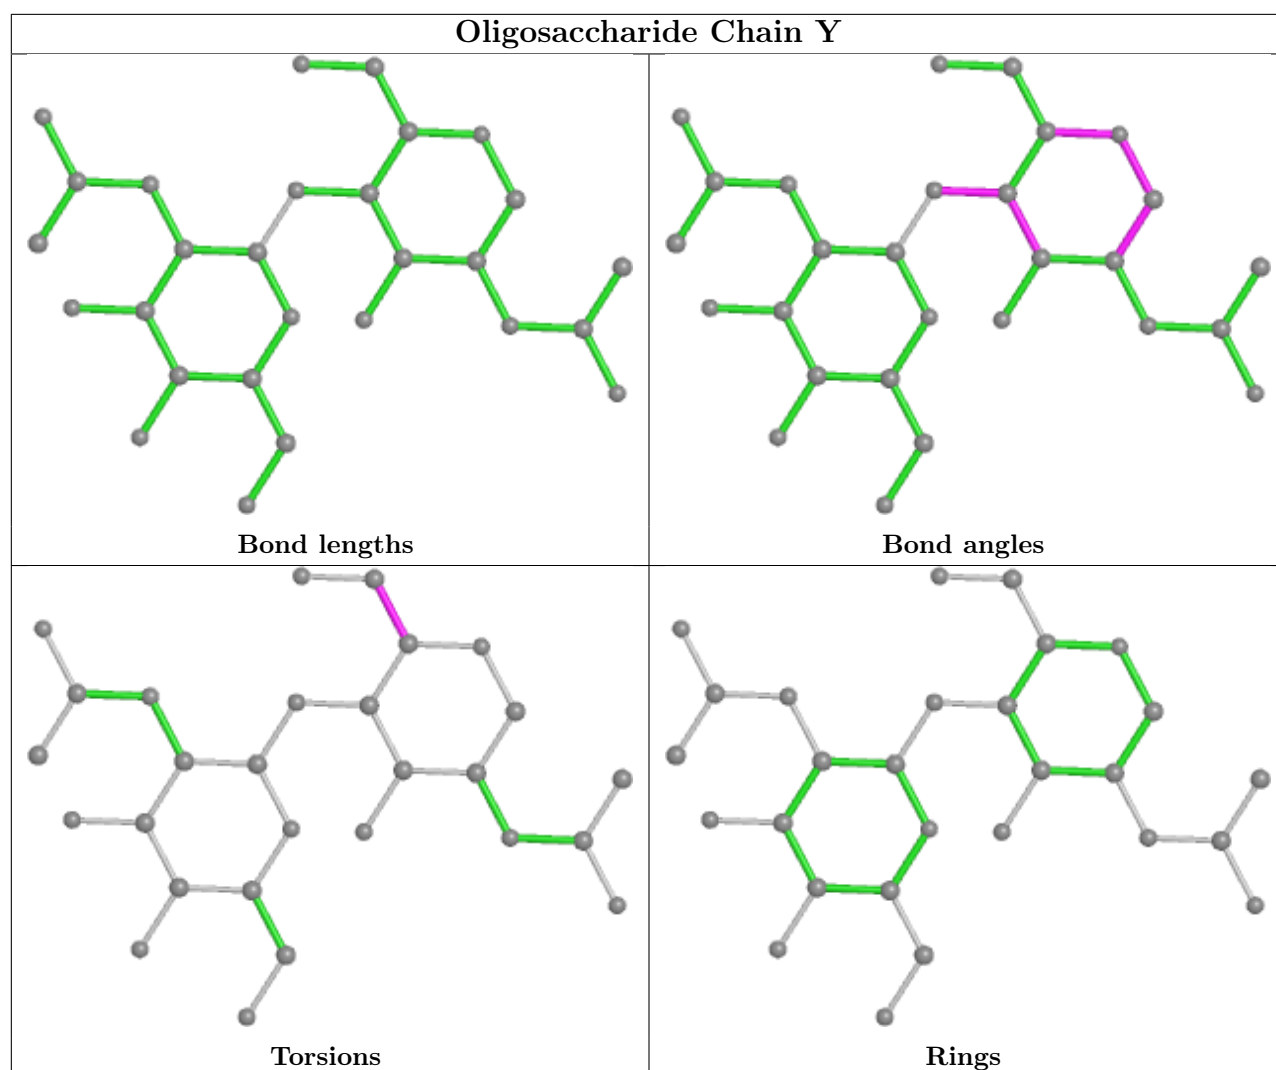 Oligosaccharide Chain Y
Bond lengths
Bond angles
Torsions
Rings